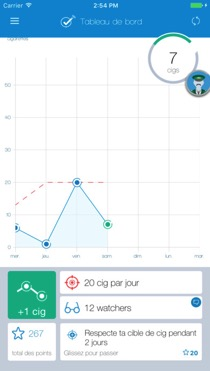 Carrier
2:54 PM
Tableau de bord
cigarettes
7
cigs
50
40
30
20
10
0
mer jeu ven sam dim lun mar
+1 cig
20 cig par jour
12 watchers
267
total des points
Respecte ta cible de cig pendant
2 jours
Glissez pour passer
20